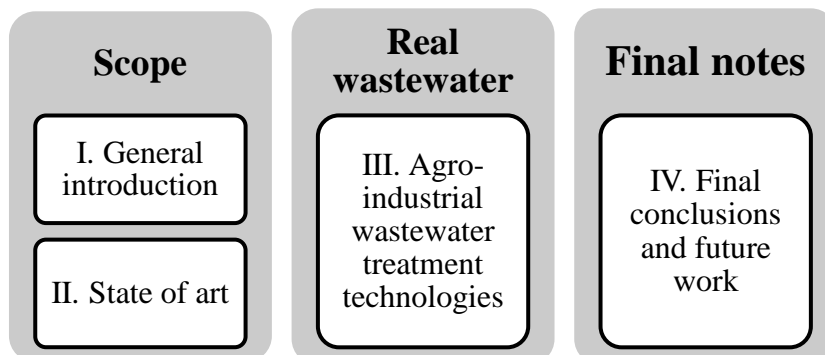 Scope
I. General
introduction
II. State of art
Real
wastewater
III. Agro-
industrial
wastewater
treatment
technologies
Final notes
IV. Final
conclusions
and future
work